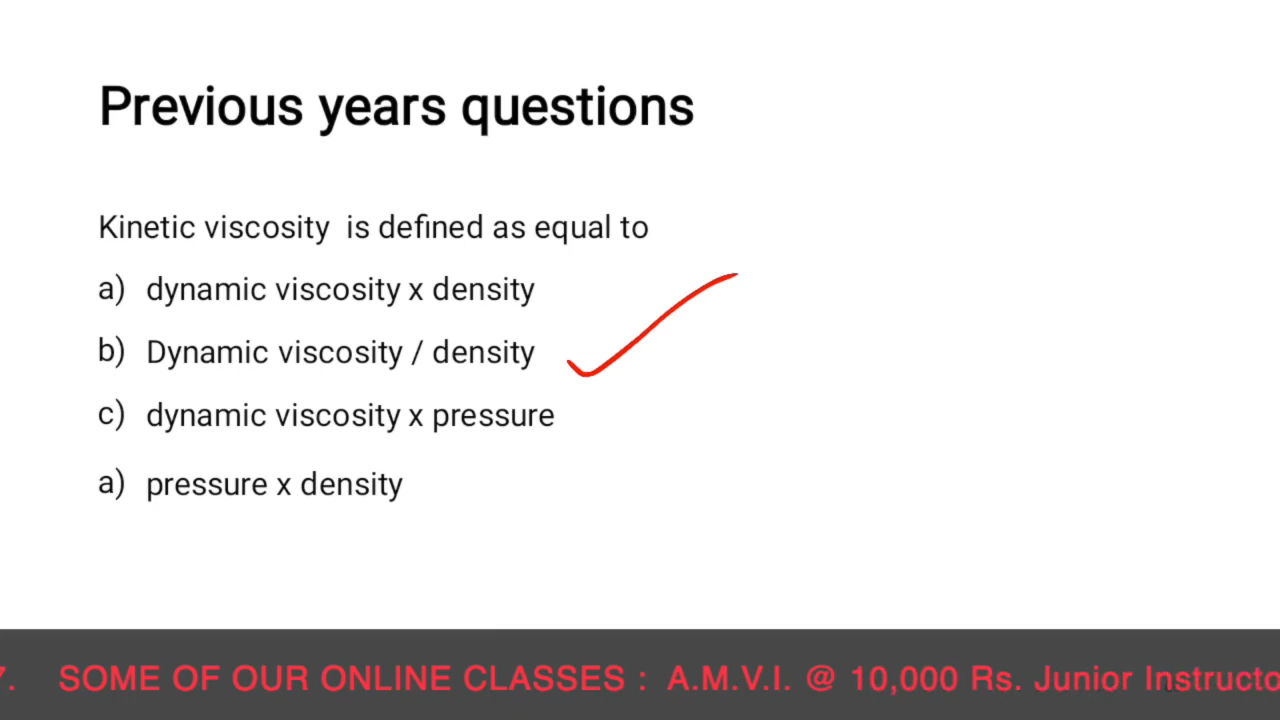 Previous years questions
Kinetic viscosity is defined as equal to
a) dynamic viscosity x density
b) Dynamic viscosity / density
c) dynamic viscosity x pressure
a) pressure x density
7. SOME OF OUR ONLINE CLASSES : A.M.V.I. @ 10,000 Rs. Junior Instructo